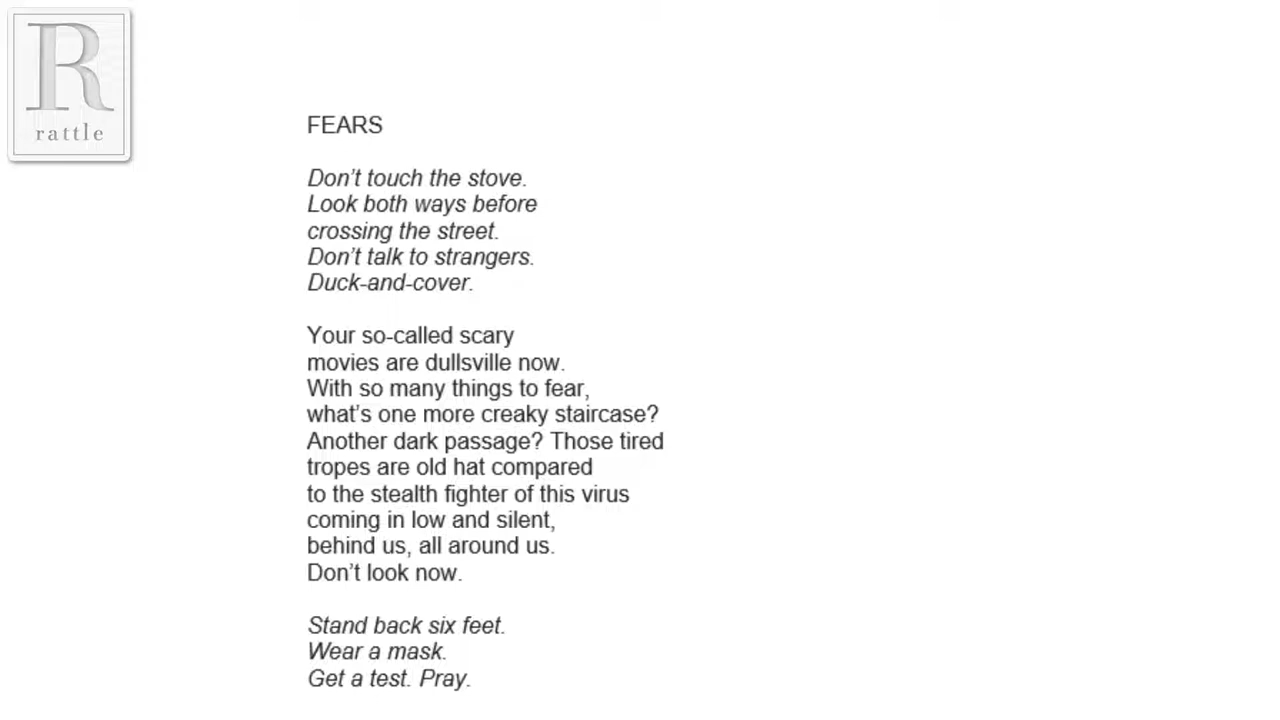 R
rattle
FEARS
Don't touch the stove.
Look both ways before
crossing the street.
Don't talk to strangers.
Duck-and-cover.
Your so-called scary
movies are dullsville now.
With so many things to fear,
what's one more creaky staircase?
Another dark passage? Those tired
tropes are old hat compared
to the stealth fighter of this virus
coming in low and silent,
behind us, all around us.
Don't look now.
Stand back six feet.
Wear a mask.
Get a test. Pray.